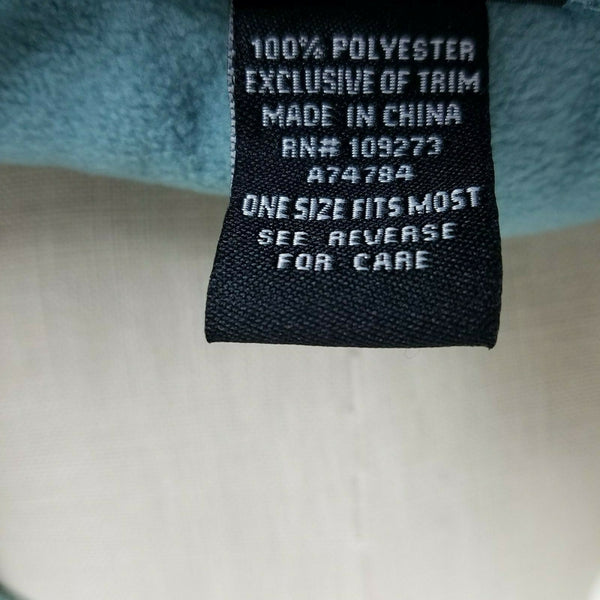 100% POLYESTER
EXCLUSIVE OF TRIM
MADE IN CHINA
RN# 109273
A74784
ONE SIZE FITS MOST
SEE REVERSE
FOR CARE